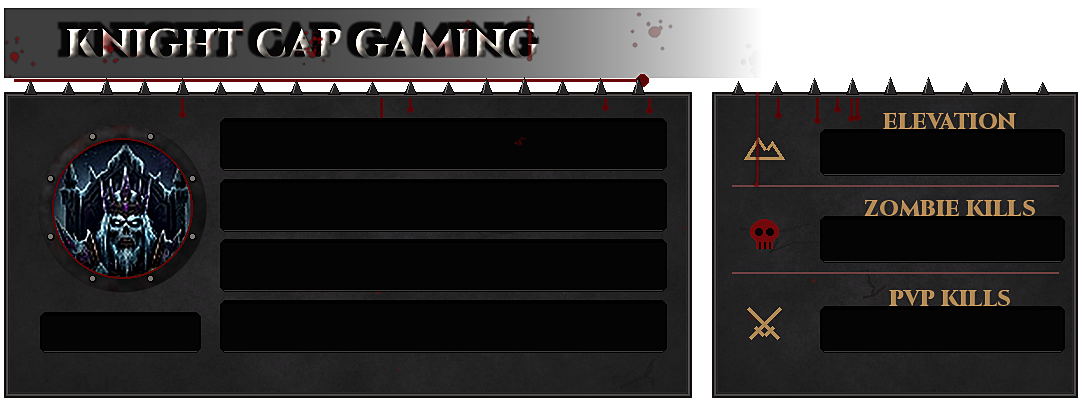 KNIGHT CAP GAMING
ELEVATION
ZOMBIE KILLS
PVP KILLS